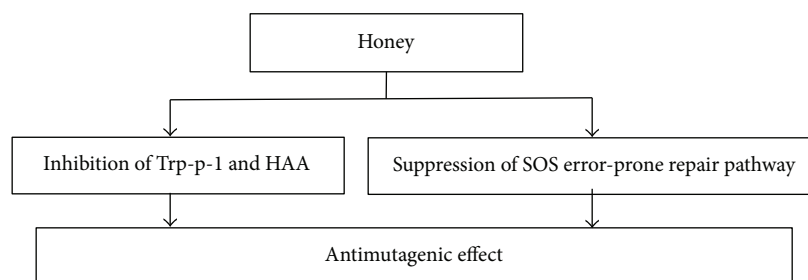 Honey
Inhibition of Trp-p-1 and HAA
Suppression of SOS error-prone repair pathway
Antimutagenic effect